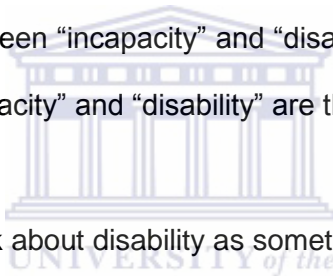 een “incapacity” and “disa
acity” and “disability” are t
about disability as somet
UNIVERSITY of the